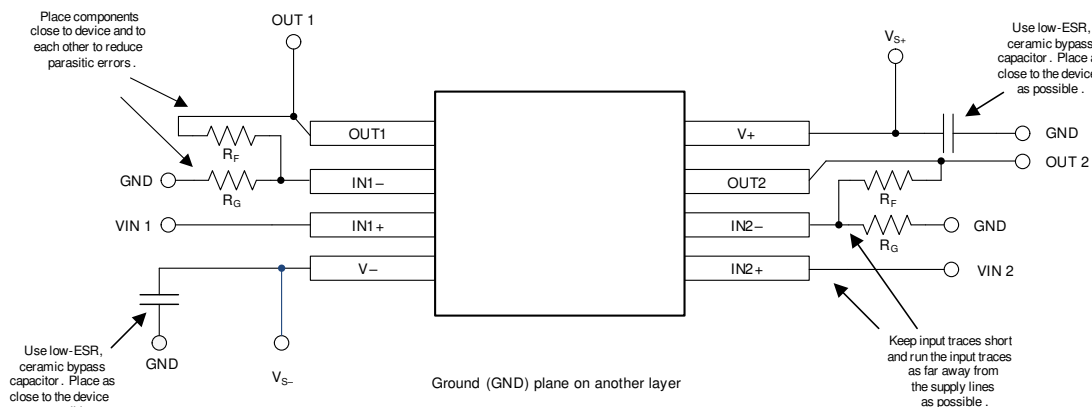 Place components
close to device and to
each other to reduce
parasitic errors .
OUT 1
VS+
Use low-ESR,
ceramic bypass
capacitor . Place a
close to the device
as possible .
OUT1
V+
GND
RF
OUT 2
GND
IN1−
OUT2
RF
RG
VIN 1
IN1+
IN2−
GND
RG
V−
IN2+
VIN 2
GND
VS−
Use low-ESR,
ceramic bypass
capacitor . Place as
close to the device
Ground (GND) plane on another layer
Keep input traces short
and run the input traces
as far away from
the supply lines
as possible .